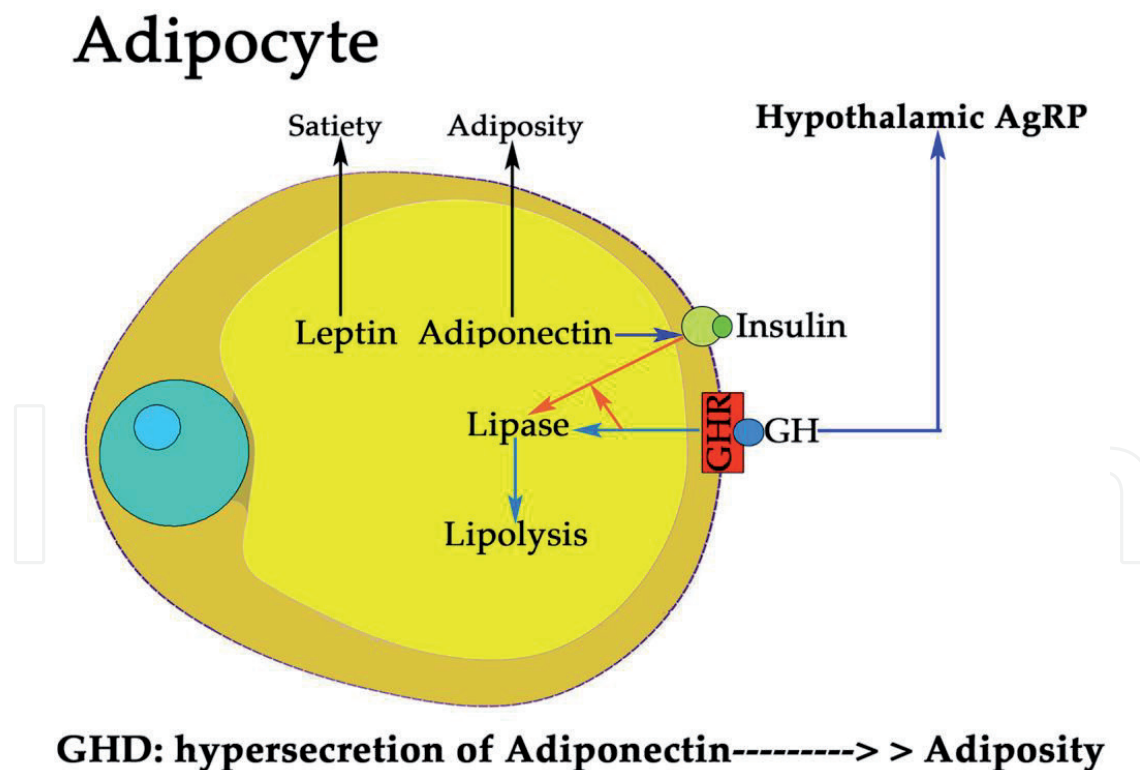 Adipocyte
Satiety
Adiposity
Hypothalamic AgRP
Leptin
Adiponectin
Insulin
Lipase
GHR
GH
Lipolysis
GHD: hypersecretion of Adiponectin---------> > Adiposity